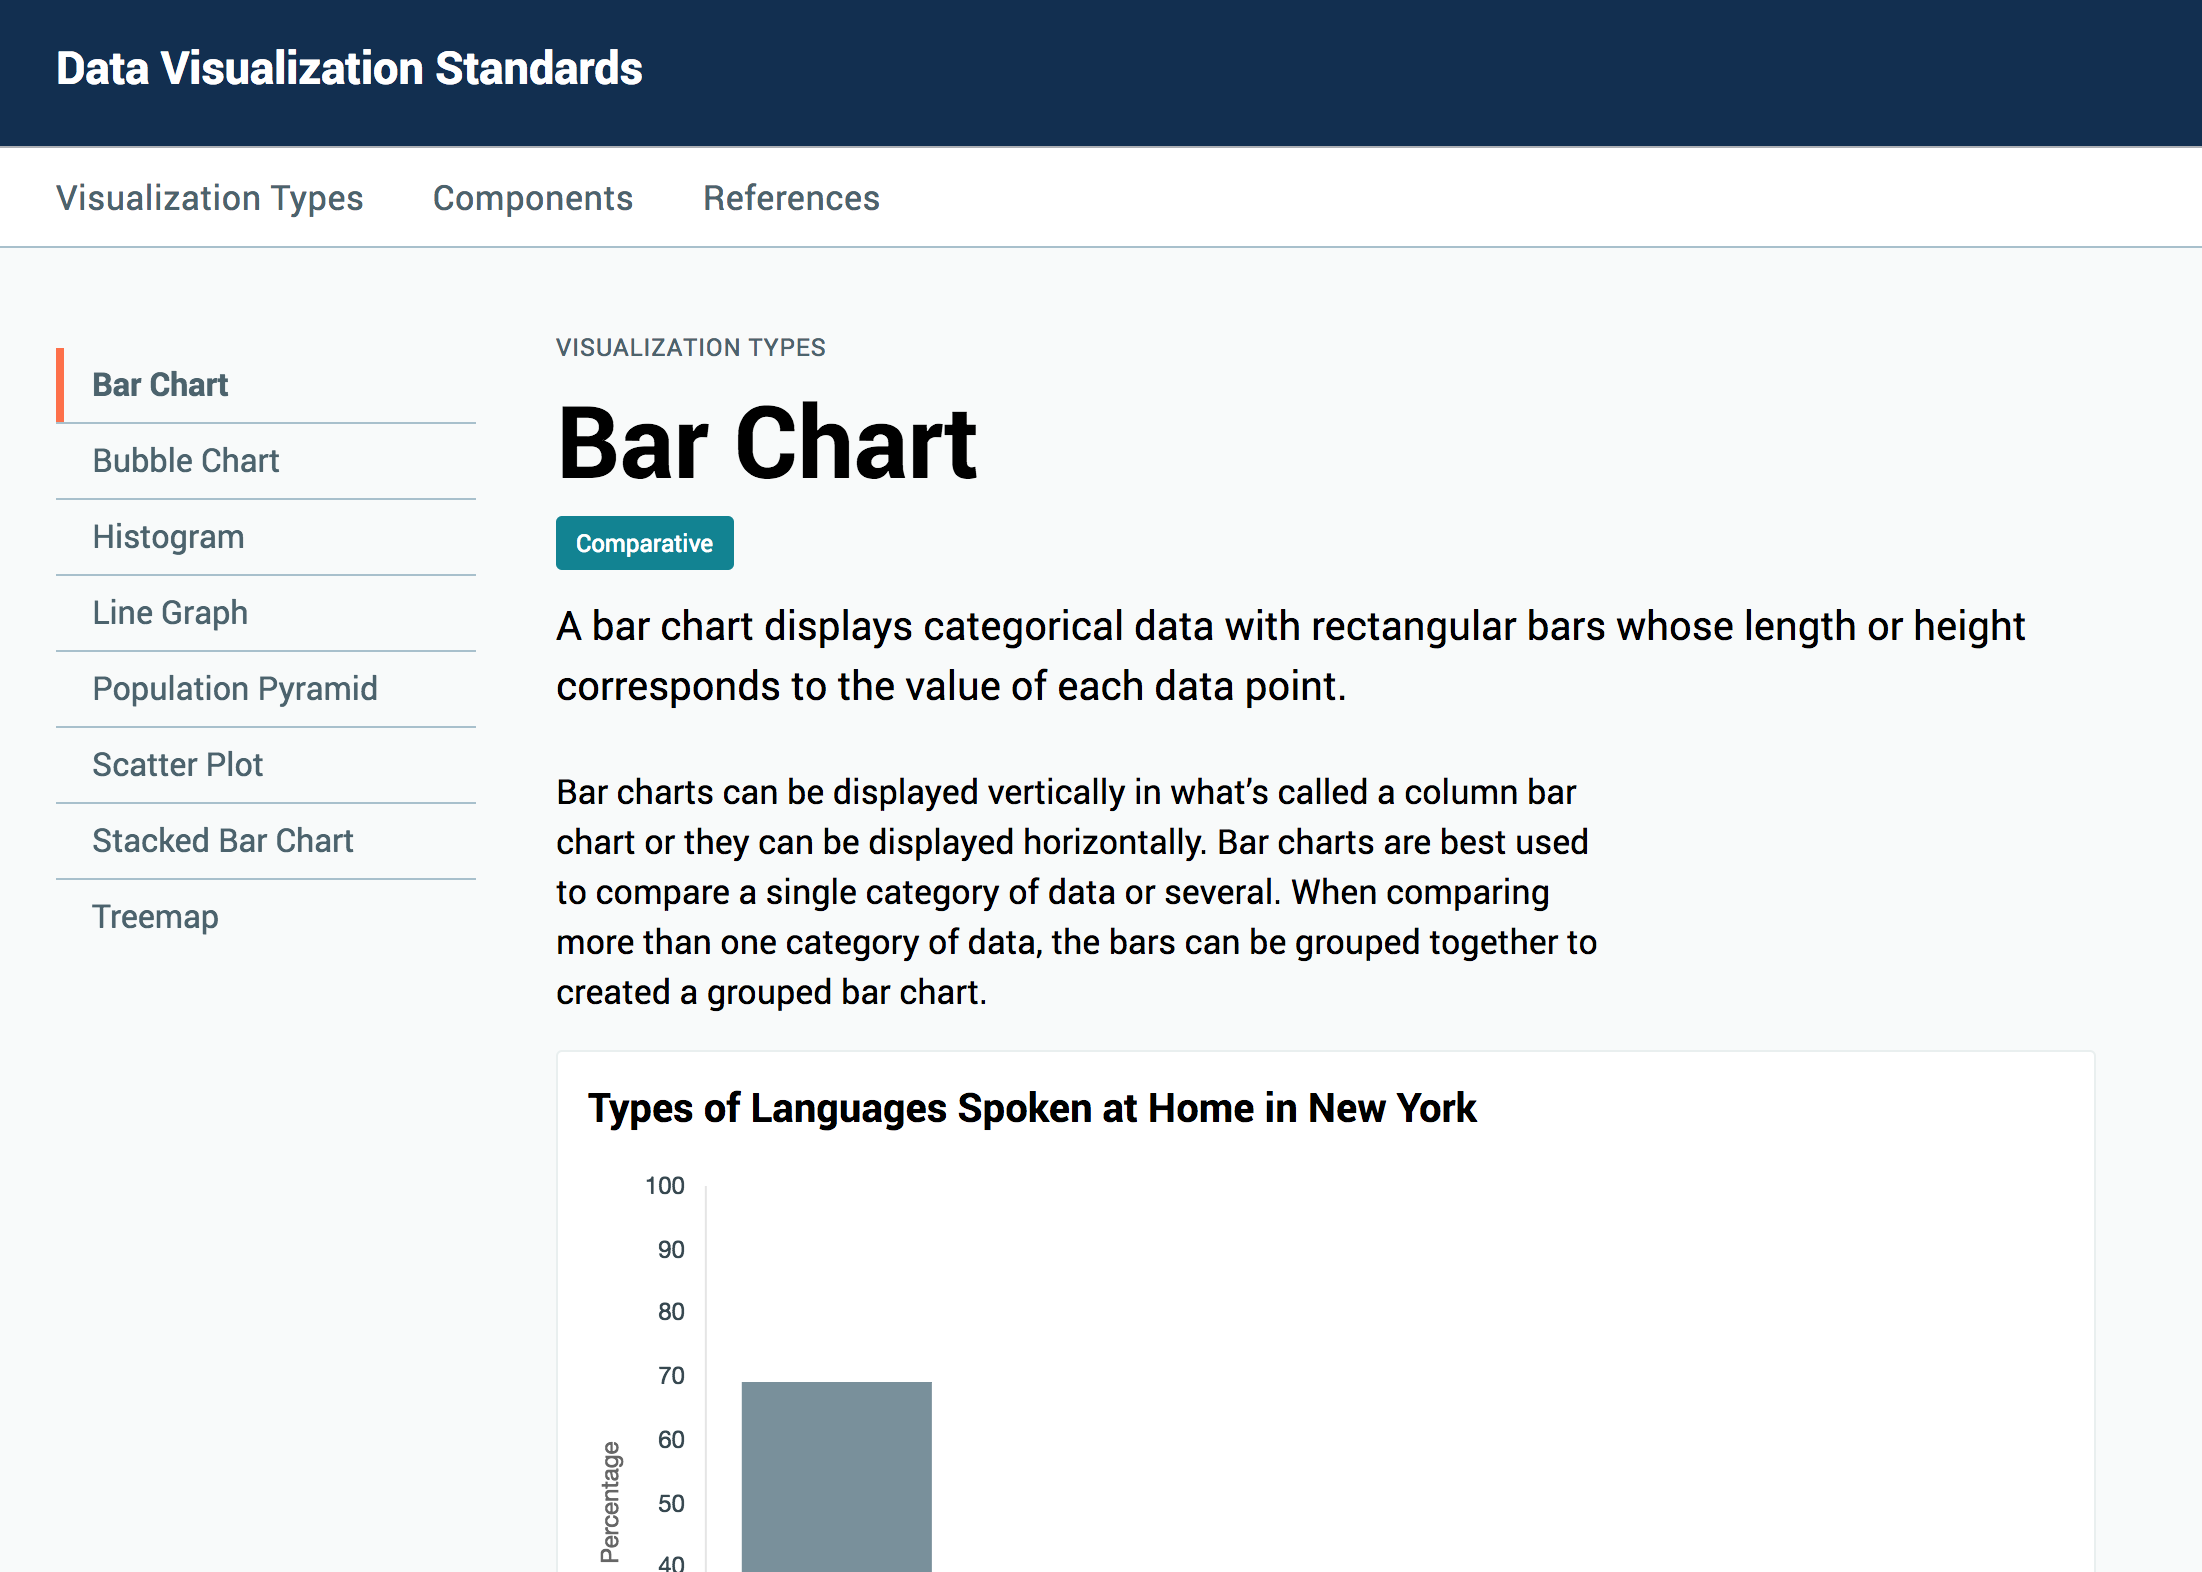 Data Visualization Standards
Visualization Types
Components
References
Bar Chart
Bubble Chart
Histogram
Line Graph
Population Pyramid
Scatter Plot
Stacked Bar Chart
Treemap
VISUALIZATION TYPES
Bar Chart
Comparative
A bar chart displays categorical data with rectangular bars whose length or height
corresponds to the value of each data point.
Bar charts can be displayed vertically in what’s called a column bar
chart or they can be displayed horizontally. Bar charts are best used
to compare a single category of data or several. When comparing
more than one category of data, the bars can be grouped together to
created a grouped bar chart.
Types of Languages Spoken at Home in New York
100
90
80
70
60
50
40
Percentage